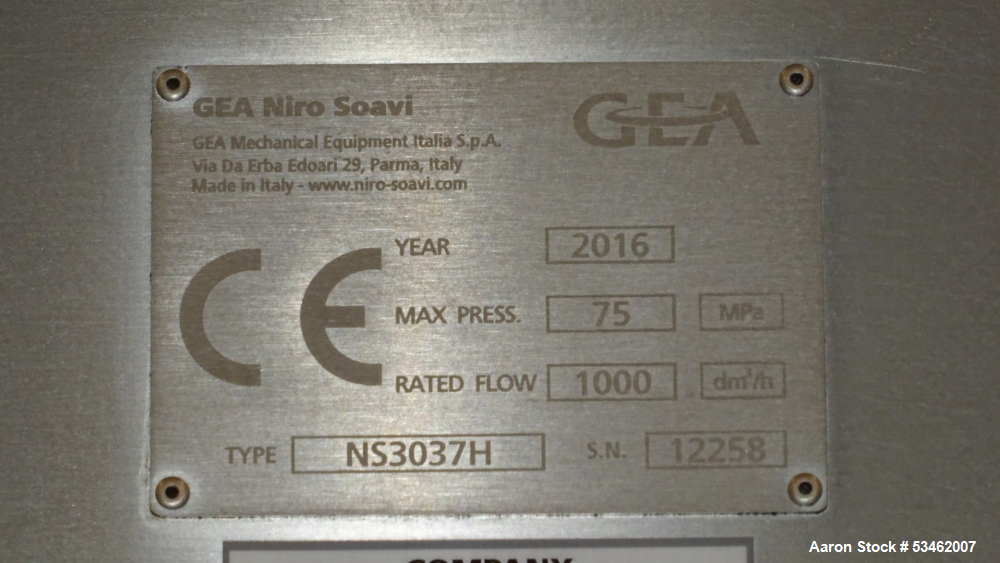 GEA Niro Soavi
GEA
GEA Mechanical Equipment Italia S.p.A.
Via Da Erba Edoari 29, Parma, Italy
Made in Italy - www.niro-soavi.com
CE
YEAR 2016
MAX PRESS. 75 MPa
RATED FLOW 1000 dm³/h
TYPE NS3037H S.N. 12258
COMPANY
Aaron Stock # 53462007